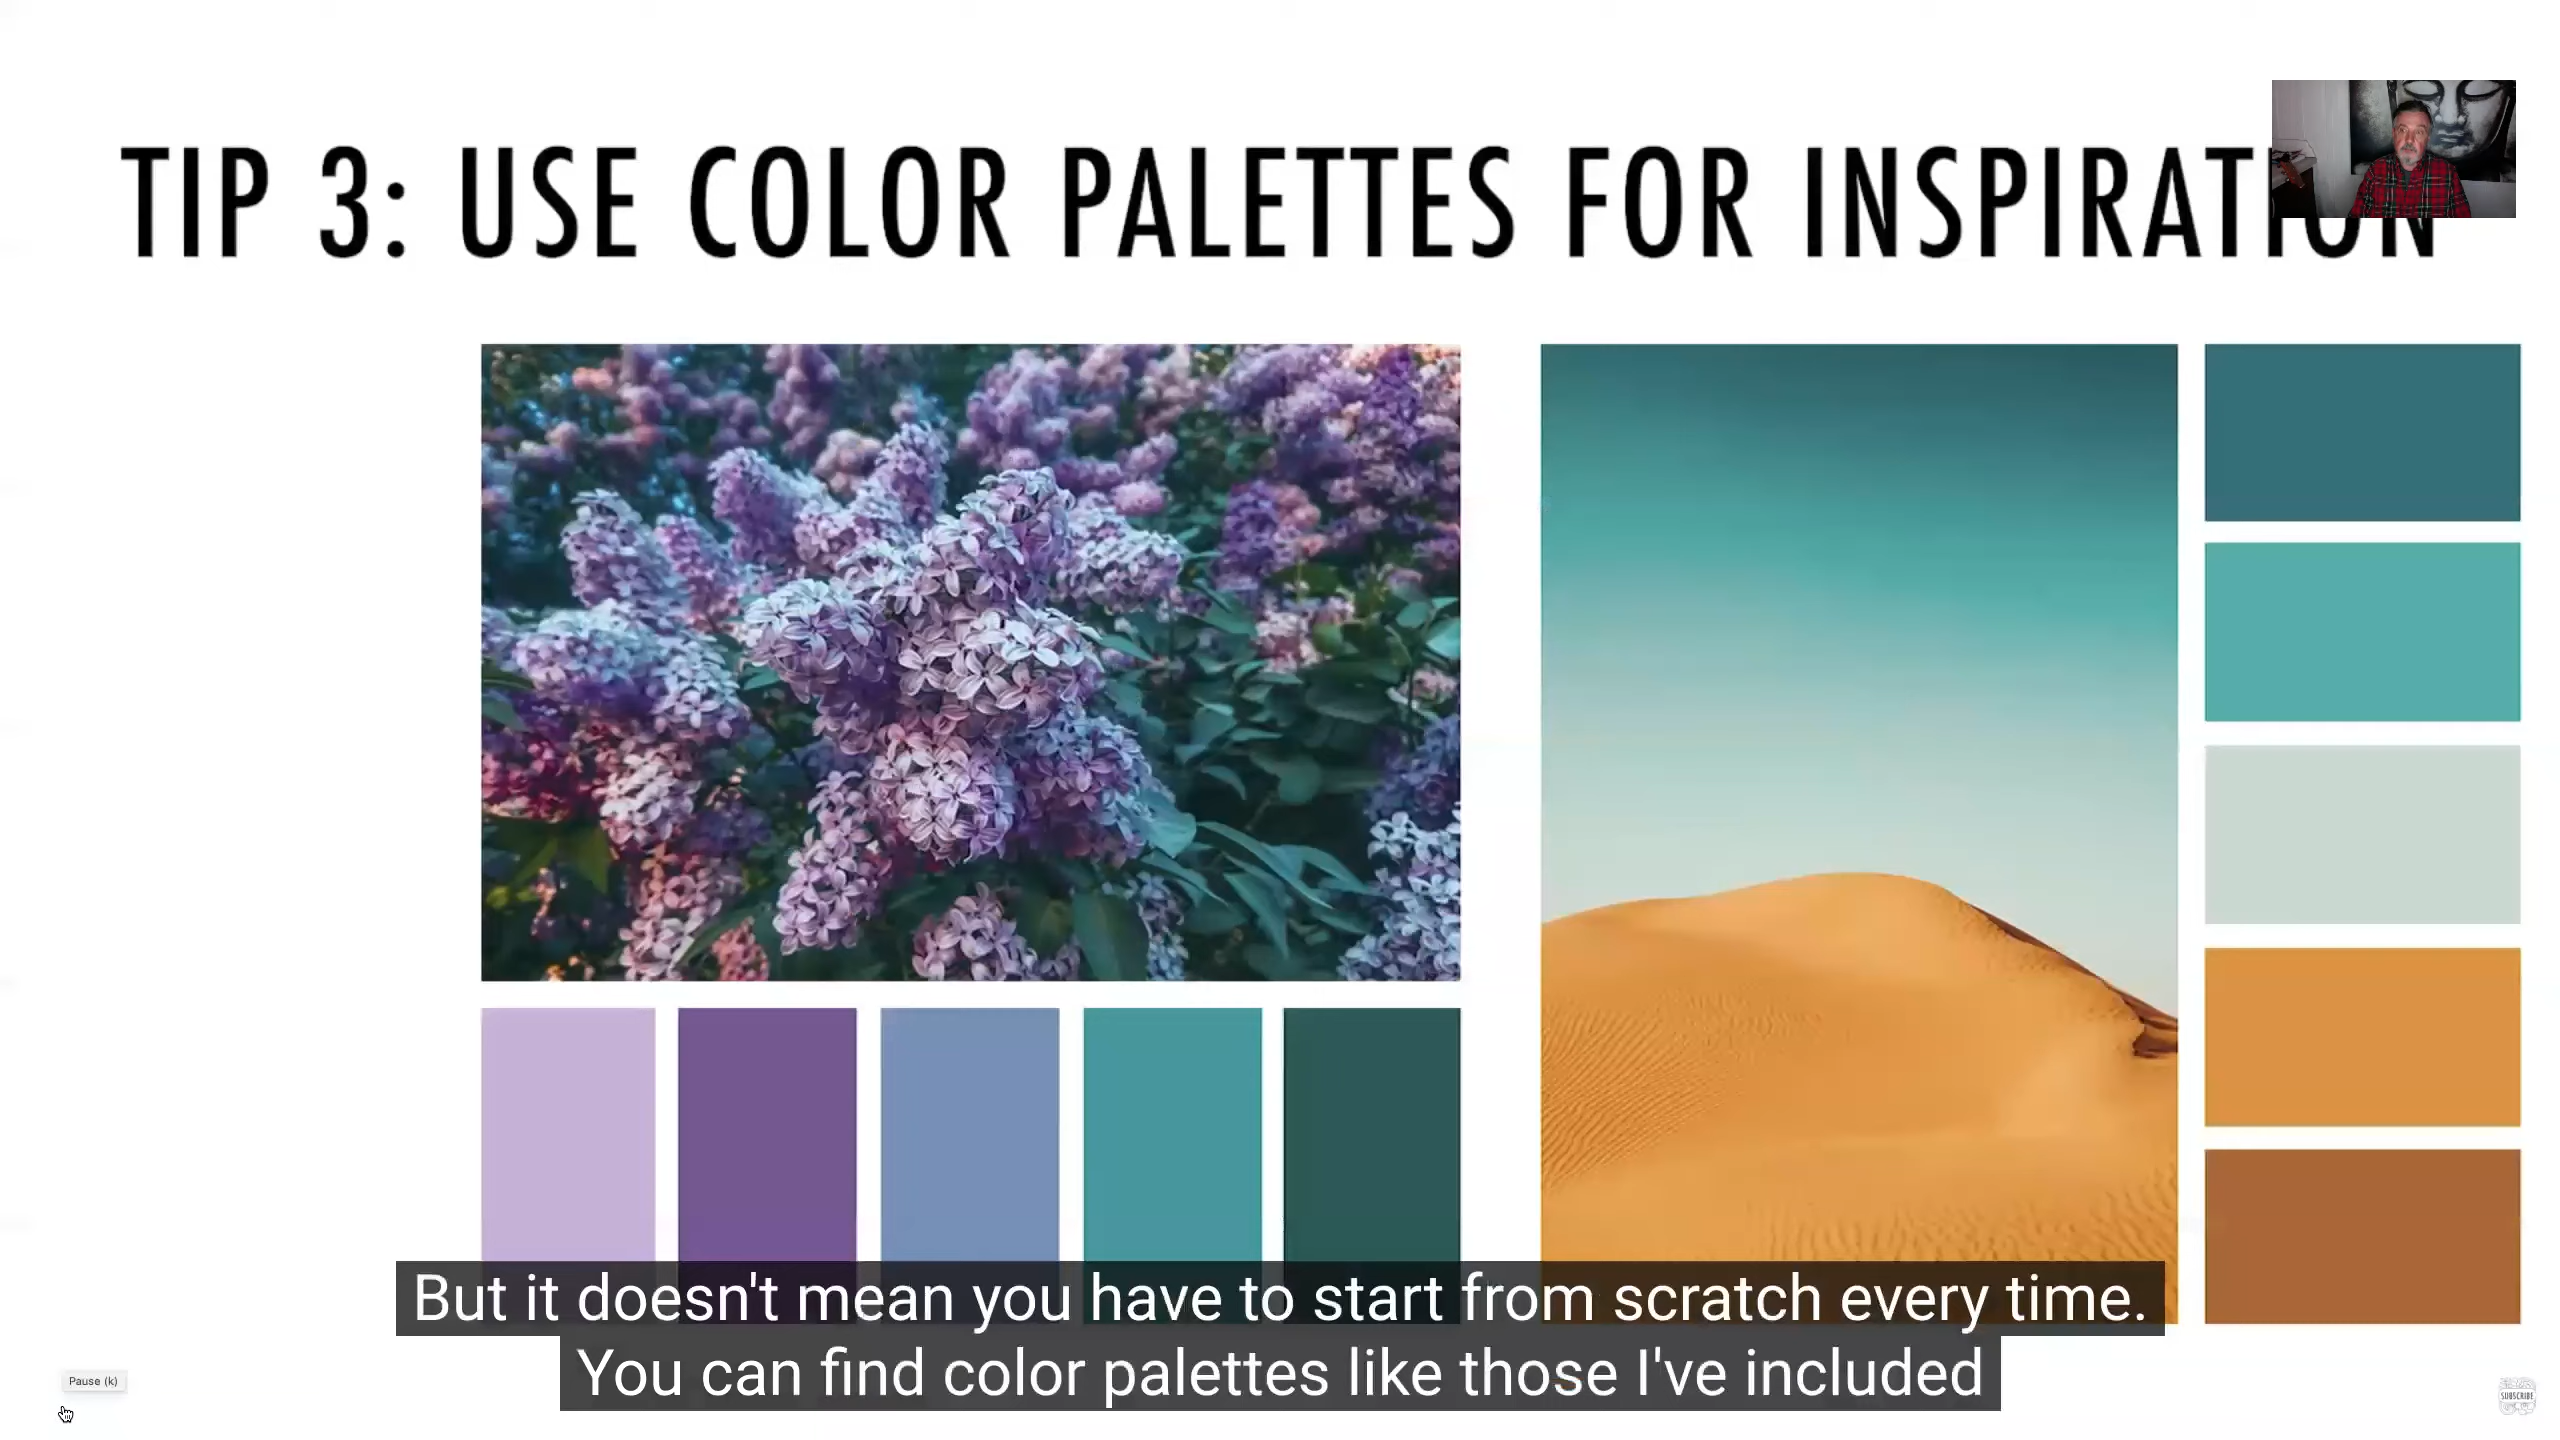 TIP 3: USE COLOR PALETTES FOR INSPIRATION
But it doesn't mean you have to start from scratch every time.
You can find color palettes like those I've included
Pause (k)
SUBSCRIBE